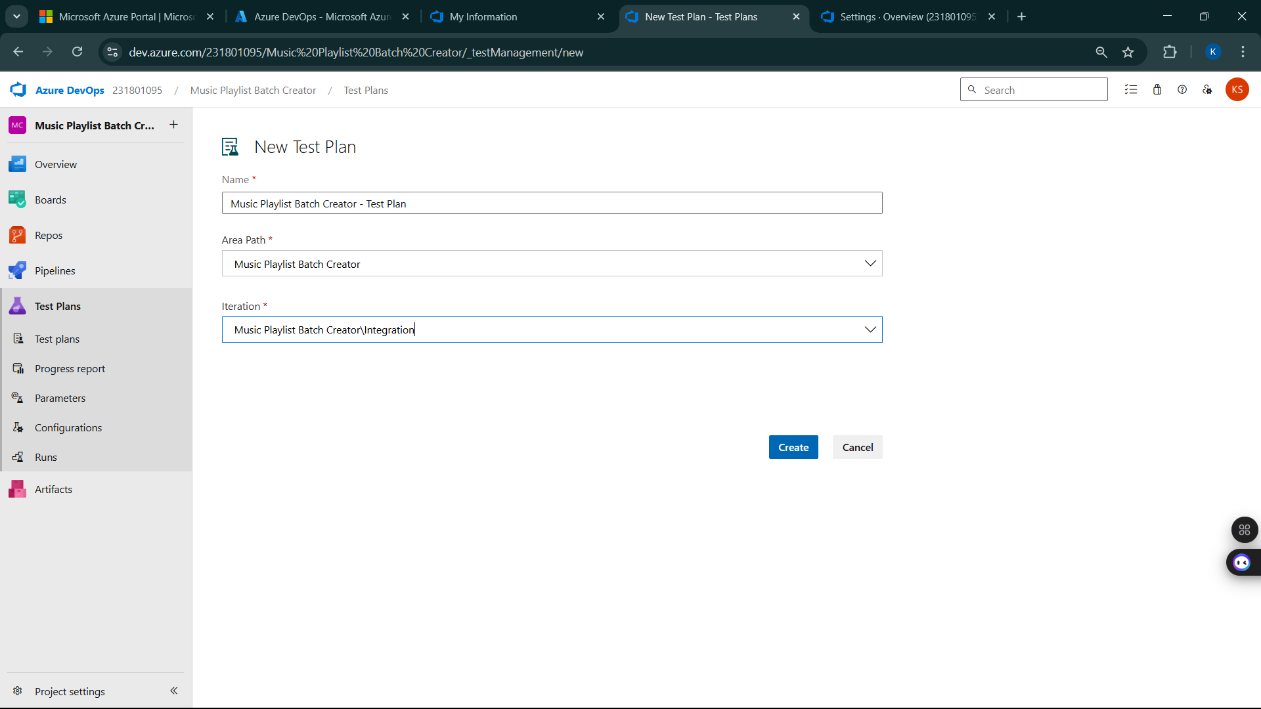 Microsoft Azure Portal | Micros
Azure DevOps - Microsoft Azur
My Information
New Test Plan - Test Plans
Settings · Overview (231801095
dev.azure.com/231801095/Music%20Playlist%20Batch%20Creator/_testManagement/new
K
Azure DevOps 231801095 / Music Playlist Batch Creator / Test Plans
Search
KS
MC Music Playlist Batch Cr... +
Overview
Boards
Repos
Pipelines
Test Plans
Test plans
Progress report
Parameters
Configurations
Runs
Artifacts
Project settings
New Test Plan
Name *
Music Playlist Batch Creator - Test Plan
Area Path *
Music Playlist Batch Creator
Iteration *
Music Playlist Batch Creator\Integration
Create Cancel